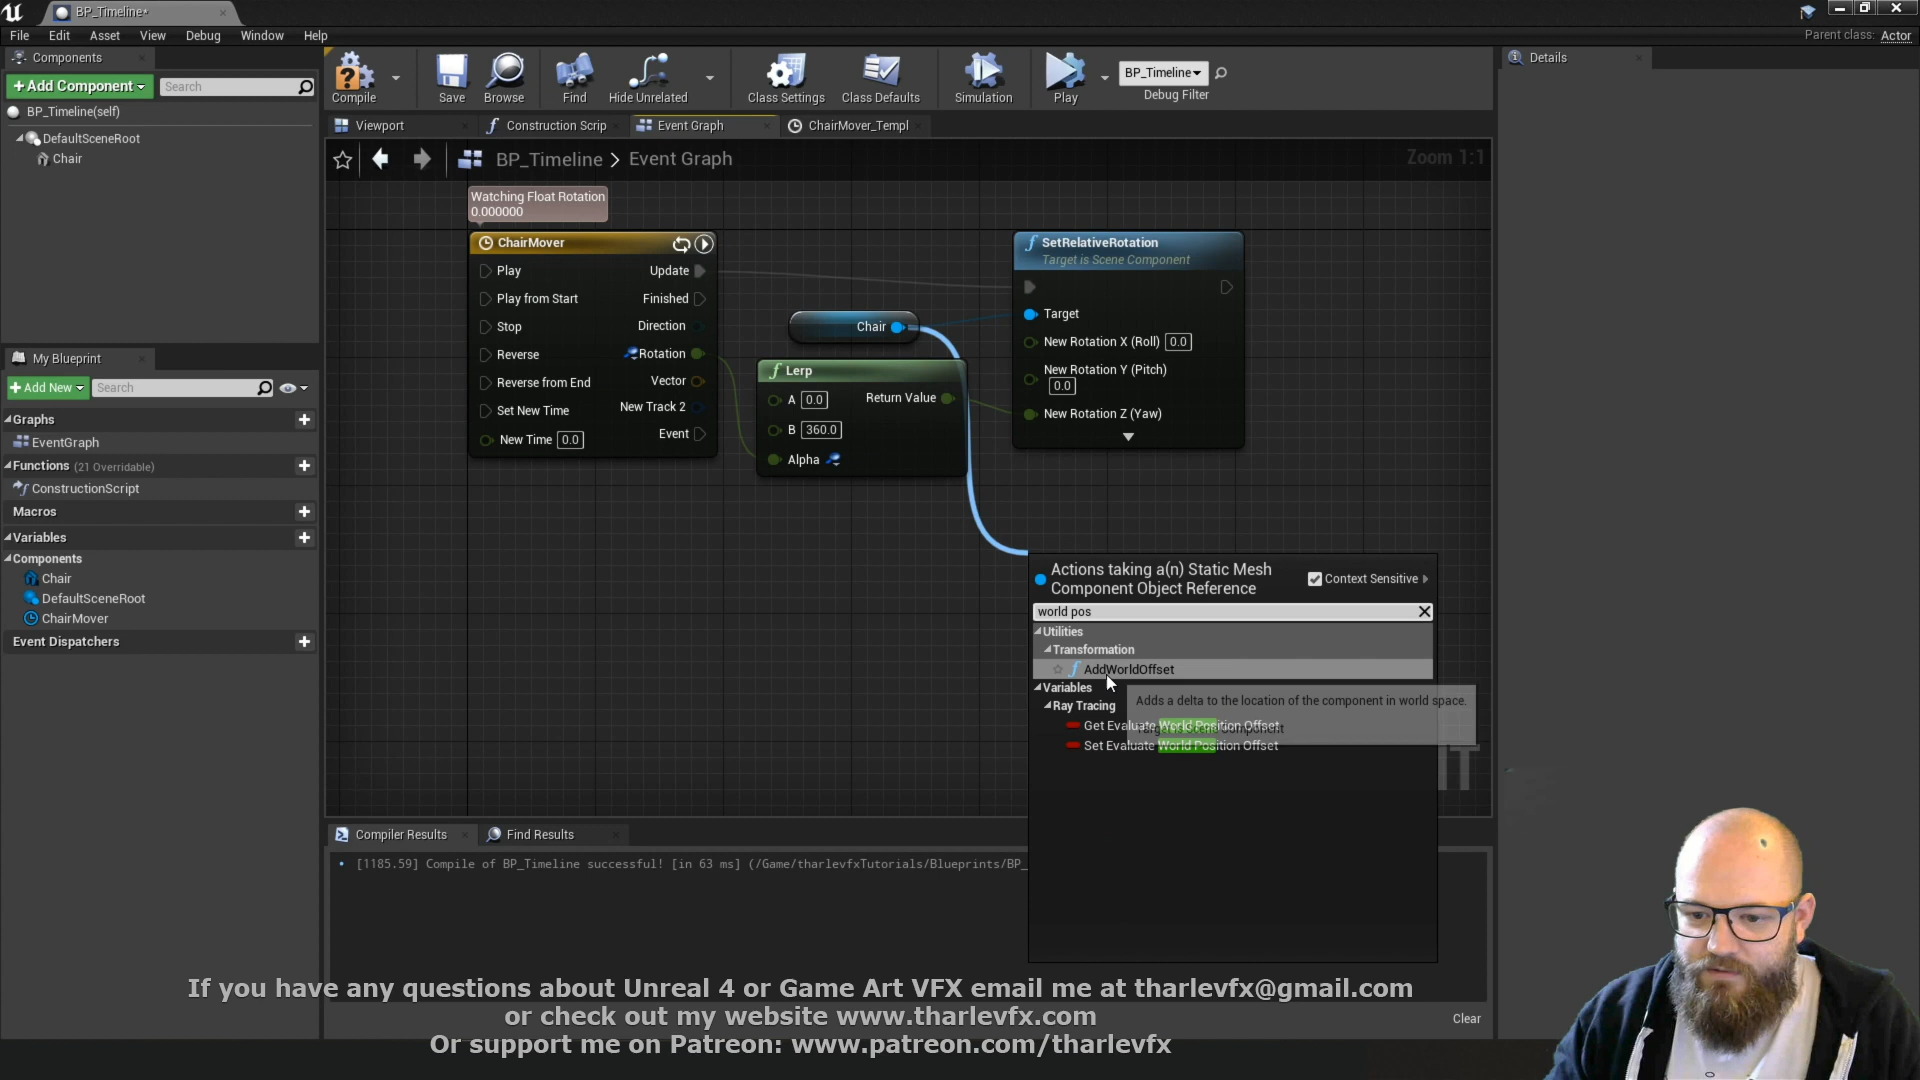 BP_Timeline*
File Edit Asset View Debug Window Help
Parent class: Actor
Components
+Add Component
Search
BP_Timeline(self)
DefaultSceneRoot
Chair
Compile
Save
Browse
Find
Hide Unrelated
Class Settings
Class Defaults
Simulation
Play
BP_Timeline
Debug Filter
Details
Viewport
Construction Scrip
Event Graph
ChairMover_Templ
BP_Timeline > Event Graph
Zoom 1:1
Watching Float Rotation
0.000000
ChairMover
Play
Update
Play from Start
Finished
Stop
Direction
Reverse
Rotation
Reverse from End
Vector
Set New Time
New Track 2
New Time 0.0
Event
Chair
Lerp
A 0.0
Return Value
B 360.0
Alpha
SetRelativeRotation
Target is Scene Component
Target
New Rotation X (Roll) 0.0
New Rotation Y (Pitch)
0.0
New Rotation Z (Yaw)
My Blueprint
+Add New
Search
Graphs
EventGraph
Functions (21 Overridable)
ConstructionScript
Macros
Variables
Components
Chair
DefaultSceneRoot
ChairMover
Event Dispatchers
Actions taking a(n) Static Mesh
Component Object Reference
Context Sensitive
world pos
Utilities
Transformation
AddWorldOffset
Variables
Adds a delta to the location of the component in world space.
Ray Tracing
Get Evaluate World Position Offset
Set Evaluate World Position Offset
Compiler Results
Find Results
[1185.59] Compile of BP_Timeline successful! [in 63 ms] (/Game/tharlevfxTutorials/Blueprints/BP_
Clear
If you have any questions about Unreal 4 or Game Art VFX email me at tharlevfx@gmail.com
or check out my website www.tharlevfx.com
Or support me on Patreon: www.patreon.com/tharlevfx